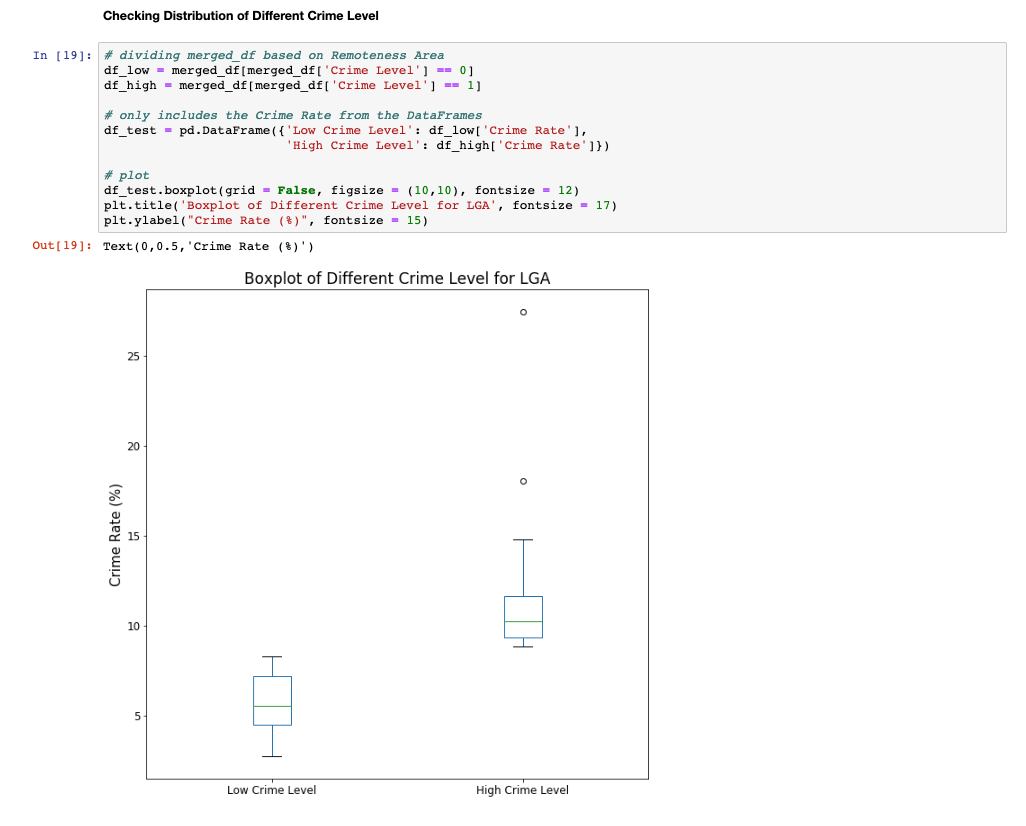 Checking Distribution of Different Crime Level
In [19]: # dividing merged_df based on Remoteness Area
df_low = merged_df[merged_df['Crime Level'] == 0]
df_high = merged_df[merged_df['Crime Level'] == 1]
# only includes the Crime Rate from the DataFrames
df_test = pd.DataFrame({'Low Crime Level': df_low['Crime Rate'],
'High Crime Level': df_high['Crime Rate']})
# plot
df_test.boxplot(grid = False, figsize = (10,10), fontsize = 12)
plt.title('Boxplot of Different Crime Level for LGA', fontsize = 17)
plt.ylabel("Crime Rate (%)", fontsize = 15)
Out[19]: Text(0,0.5,'Crime Rate (%)')
Boxplot of Different Crime Level for LGA
25
20
15
10
5
Crime Rate (%)
Low Crime Level High Crime Level